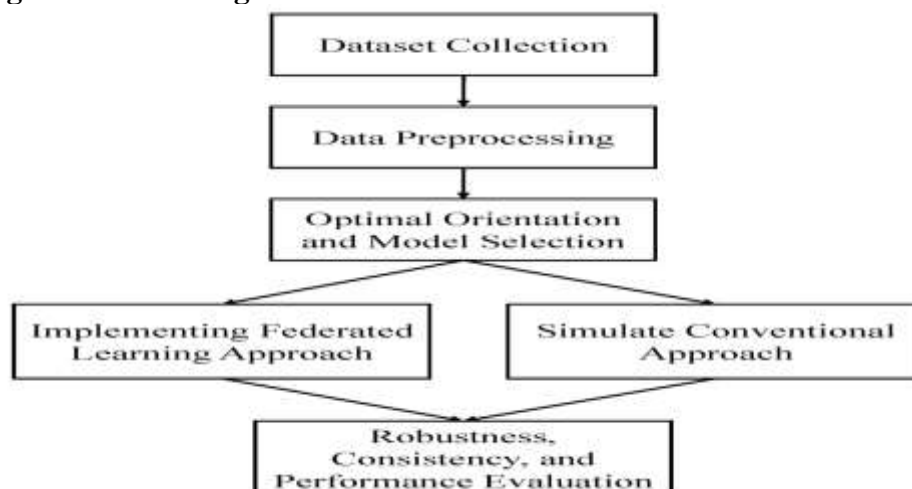 Dataset Collection
Data Preprocessing
Optimal Orientation
and Model Selection
Implementing Federated
Learning Approach
Simulate Conventional
Approach
Robustness,
Consistency, and
Performance Evaluation